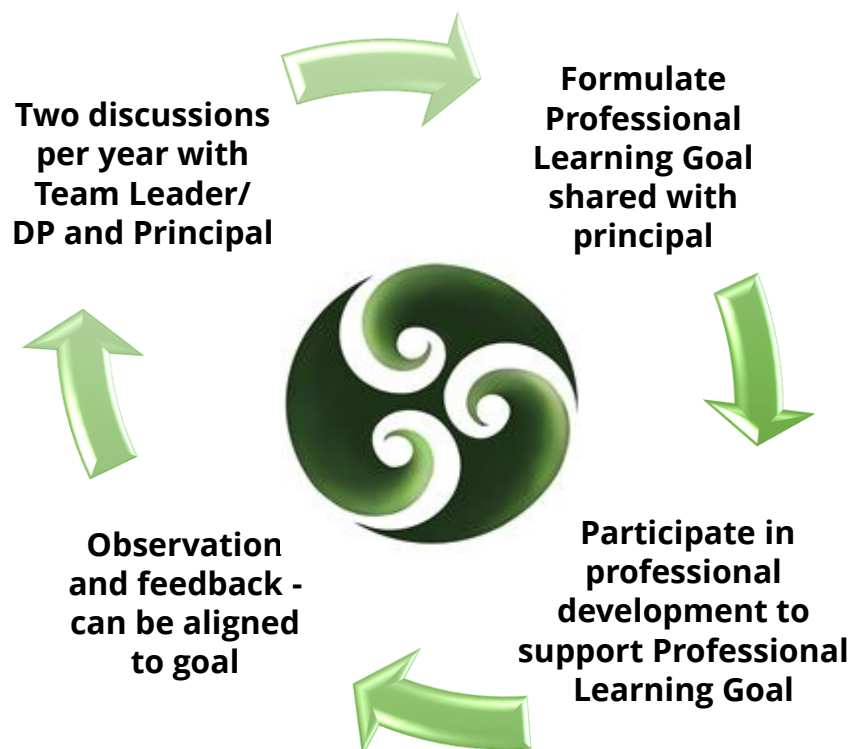 Two discussions
per year with
Team Leader/
DP and Principal
Formulate
Professional
Learning Goal
shared with
principal
Participate in
professional
development to
support Professional
Learning Goal
Observation
and feedback -
can be aligned
to goal